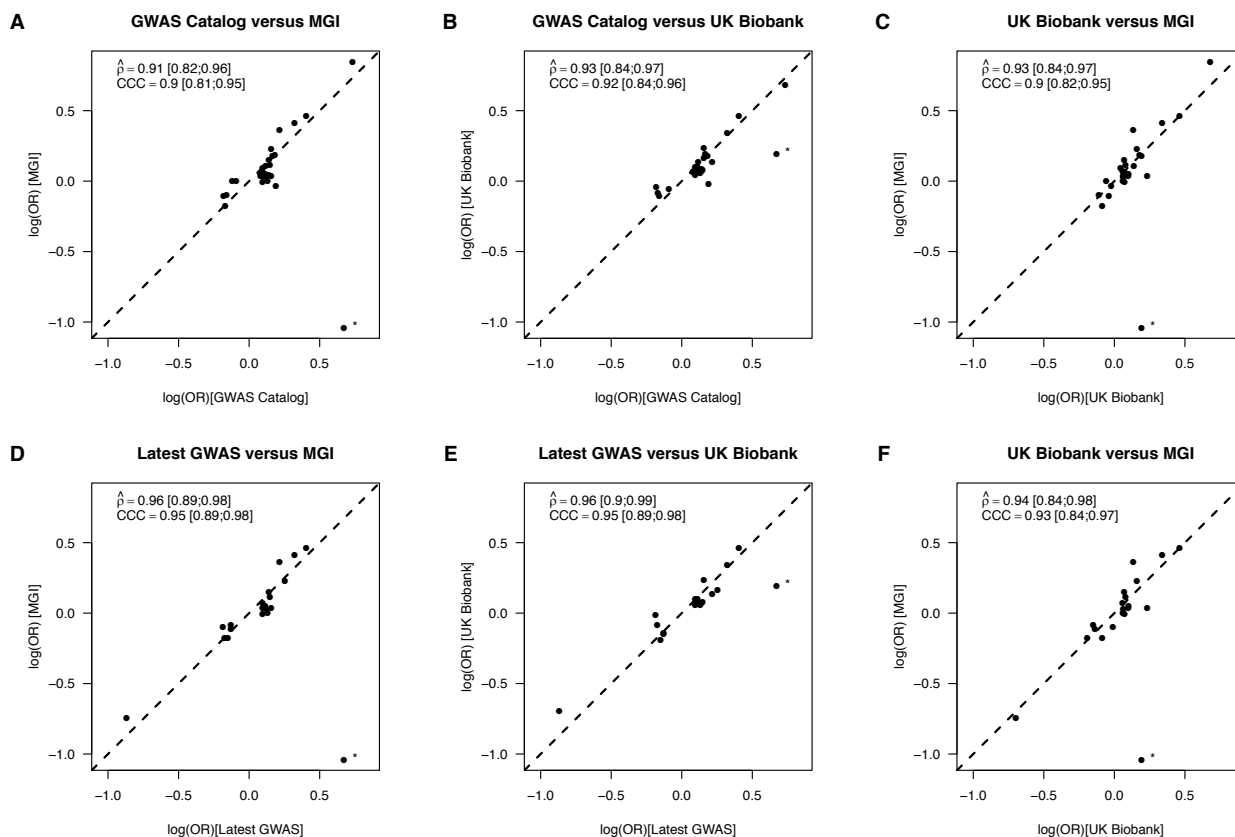 A
GWAS Catalog versus MGI
ρ̂ = 0.91 [0.82;0.96]
CCC = 0.9 [0.81;0.95]
0.5
0.0
−0.5
−1.0
log(OR) [MGI]
*
−1.0 −0.5 0.0 0.5
log(OR)[GWAS Catalog]
B
GWAS Catalog versus UK Biobank
ρ̂ = 0.93 [0.84;0.97]
CCC = 0.92 [0.84;0.96]
0.5
0.0
−0.5
−1.0
log(OR) [UK Biobank]
*
−1.0 −0.5 0.0 0.5
log(OR)[GWAS Catalog]
C
UK Biobank versus MGI
ρ̂ = 0.93 [0.84;0.97]
CCC = 0.9 [0.82;0.95]
0.5
0.0
−0.5
−1.0
log(OR) [MGI]
*
−1.0 −0.5 0.0 0.5
log(OR)[UK Biobank]
D
Latest GWAS versus MGI
ρ̂ = 0.96 [0.89;0.98]
CCC = 0.95 [0.89;0.98]
0.5
0.0
−0.5
−1.0
log(OR) [MGI]
*
−1.0 −0.5 0.0 0.5
log(OR)[Latest GWAS]
E
Latest GWAS versus UK Biobank
ρ̂ = 0.96 [0.9;0.99]
CCC = 0.95 [0.89;0.98]
0.5
0.0
−0.5
−1.0
log(OR) [UK Biobank]
*
−1.0 −0.5 0.0 0.5
log(OR)[Latest GWAS]
F
UK Biobank versus MGI
ρ̂ = 0.94 [0.84;0.98]
CCC = 0.93 [0.84;0.97]
0.5
0.0
−0.5
−1.0
log(OR) [MGI]
*
−1.0 −0.5 0.0 0.5
log(OR)[UK Biobank]